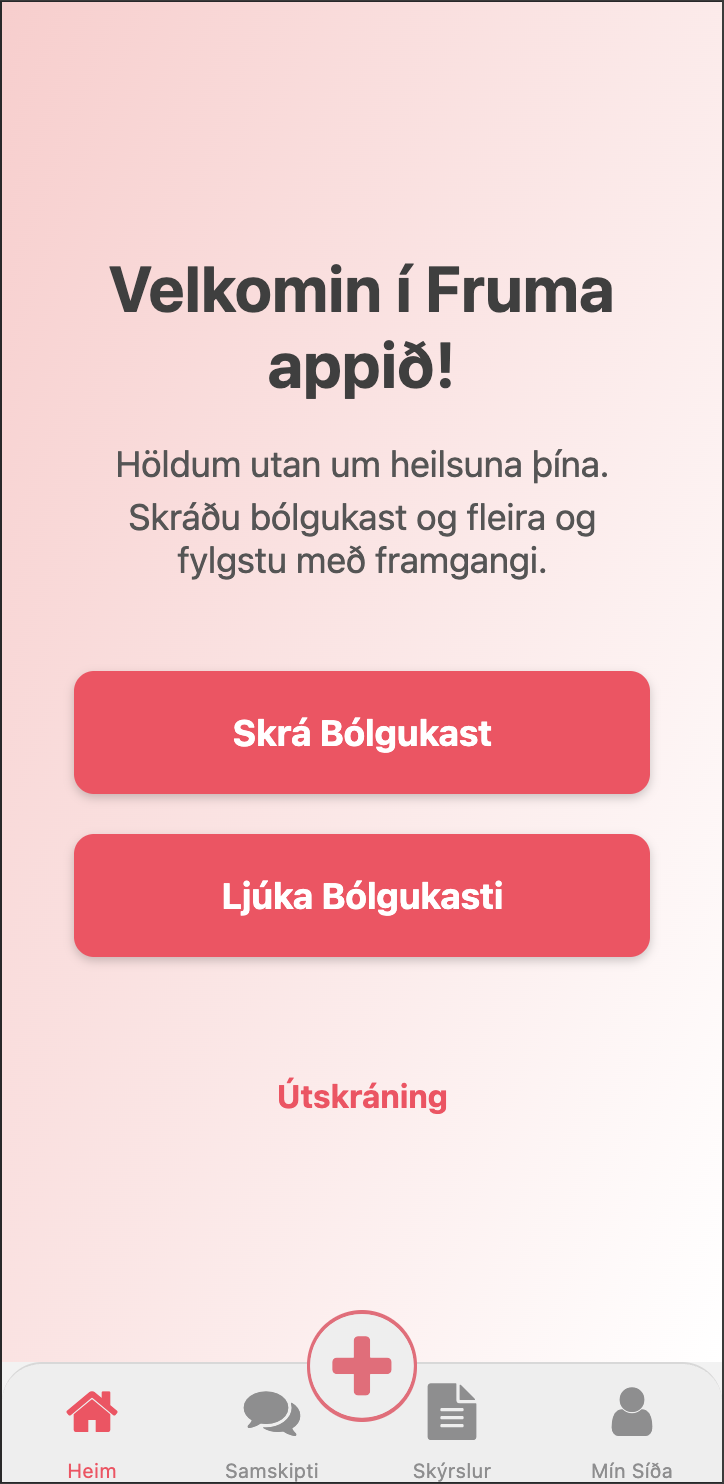 Velkomin í Fruma
appið!
Höldum utan um heilsuna þína.
Skráðu bólgukast og fleira og
fylgstu með framgangi.
Skrá Bólgukast
Ljúka Bólgukasti
Útskráning
Heim
Samskipti
Skýrslur
Mín Síða